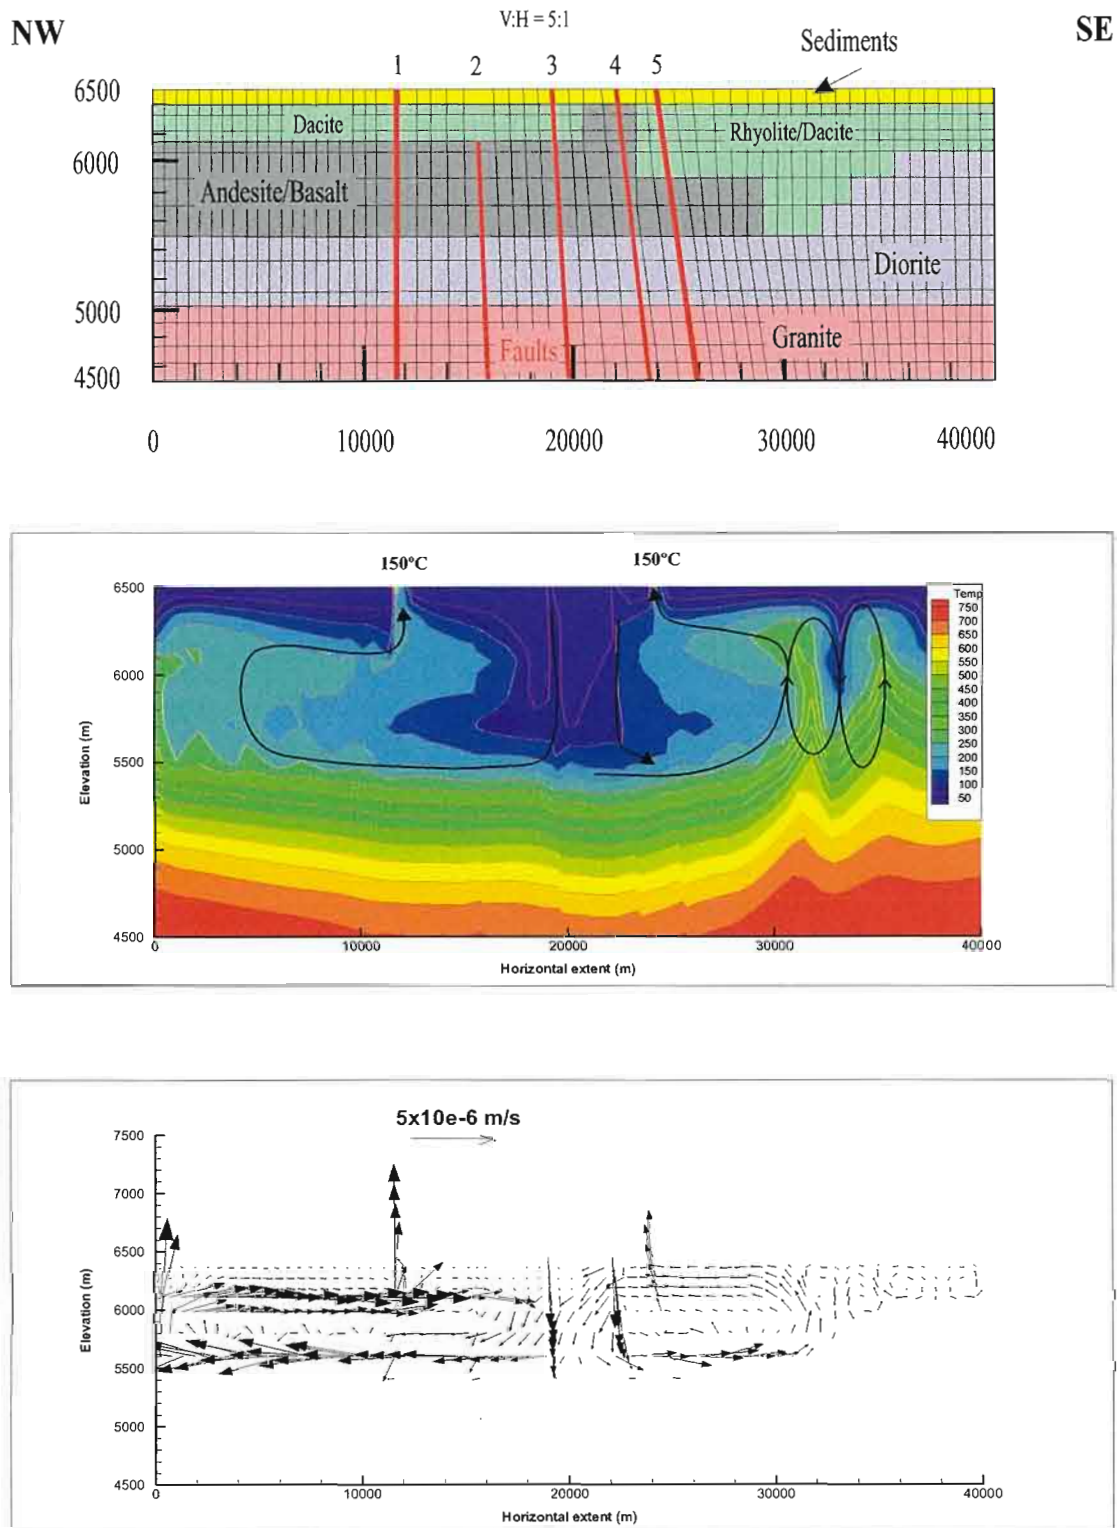 NW
V:H = 5:1
SE
Sediments
1 2 3 4 5
6500
Dacite
Rhyolite/Dacite
6000
Andesite/Basalt
Diorite
5000
Granite
Faults
4500
0 10000 20000 30000 40000
150°C 150°C
6500
Temp
750
700
650
600
550
500
450
400
350
300
250
200
150
100
50
6000
5500
5000
4500
Elevation (m)
0 10000 20000 30000 40000
Horizontal extent (m)
5x10e-6 m/s
7500
7000
6500
6000
5500
5000
4500
Elevation (m)
0 10000 20000 30000 40000
Horizontal extent (m)